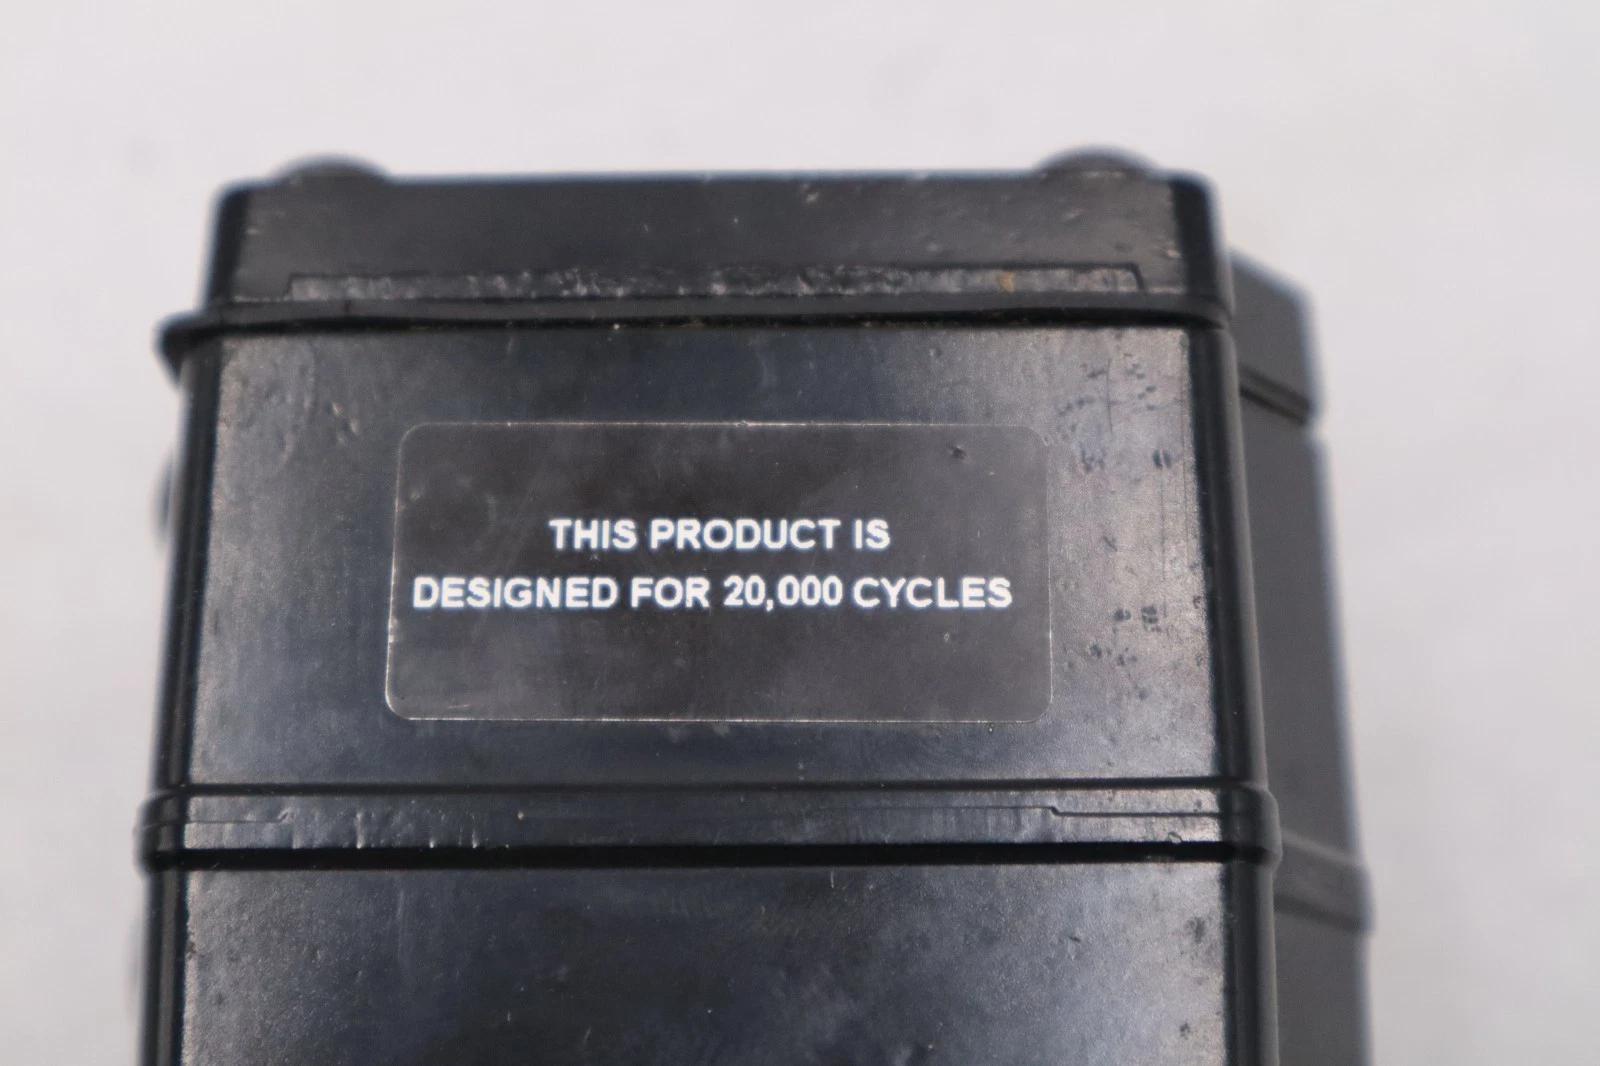 THIS PRODUCT IS
DESIGNED FOR 20,000 CYCLES